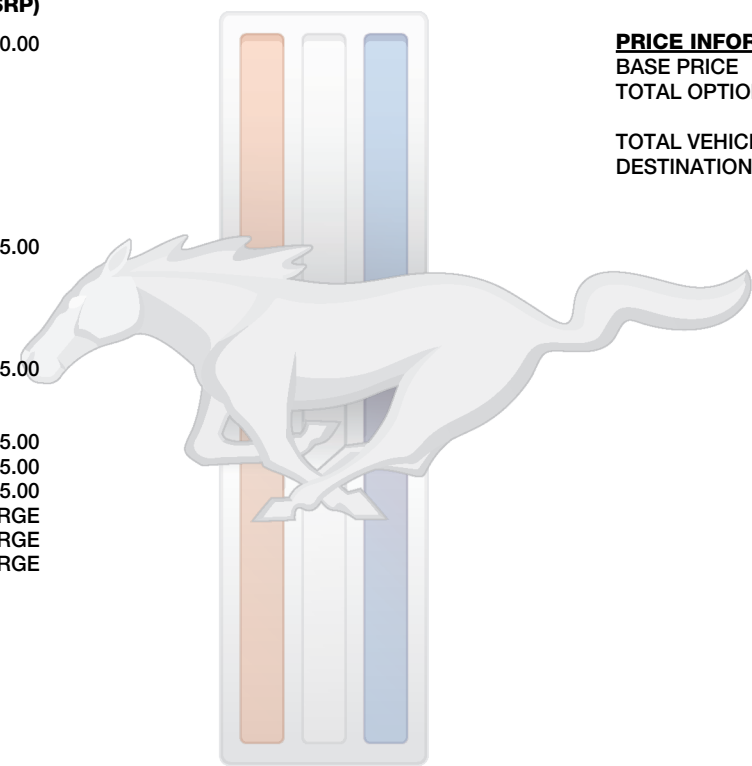 SRP)
0.00
5.00
5.00
5.00
5.00
5.00
RGE
RGE
RGE
PRICE INFOR
BASE PRICE
TOTAL OPTIO
TOTAL VEHICL
DESTINATION